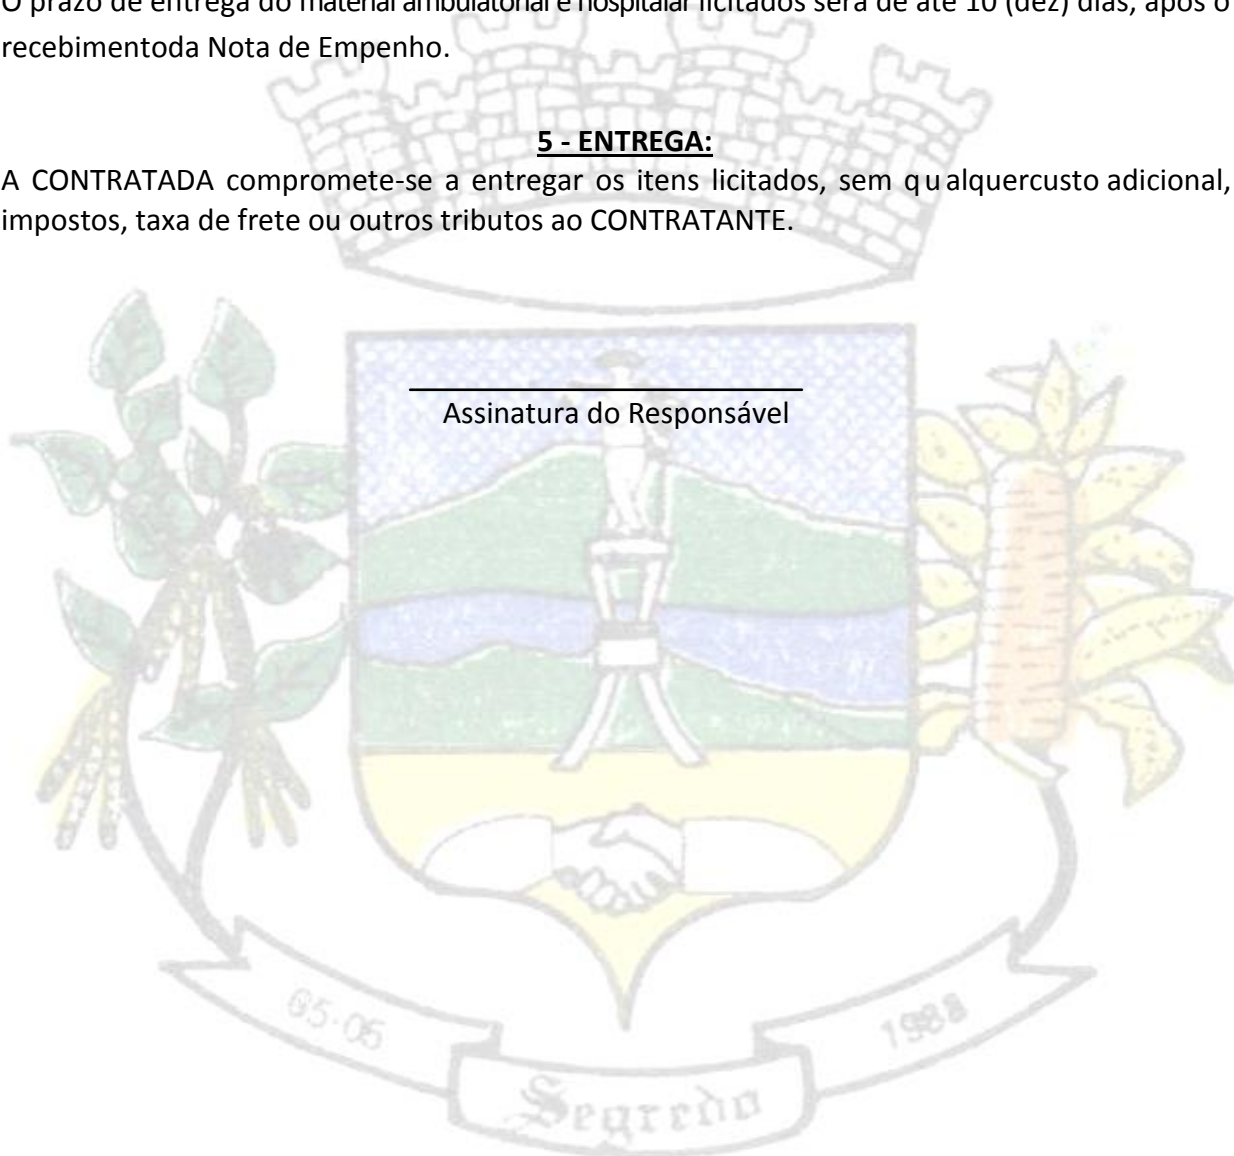 O prazo de entrega do material ambulatorial e hospitalar licitados será de até 10 (dez) dias, após o
recebimentoda Nota de Empenho.
5 - ENTREGA:
A CONTRATADA compromete-se a entregar os itens licitados, sem qualquercusto adicional,
impostos, taxa de frete ou outros tributos ao CONTRATANTE.
Assinatura do Responsável
05-05
1988
Segredo